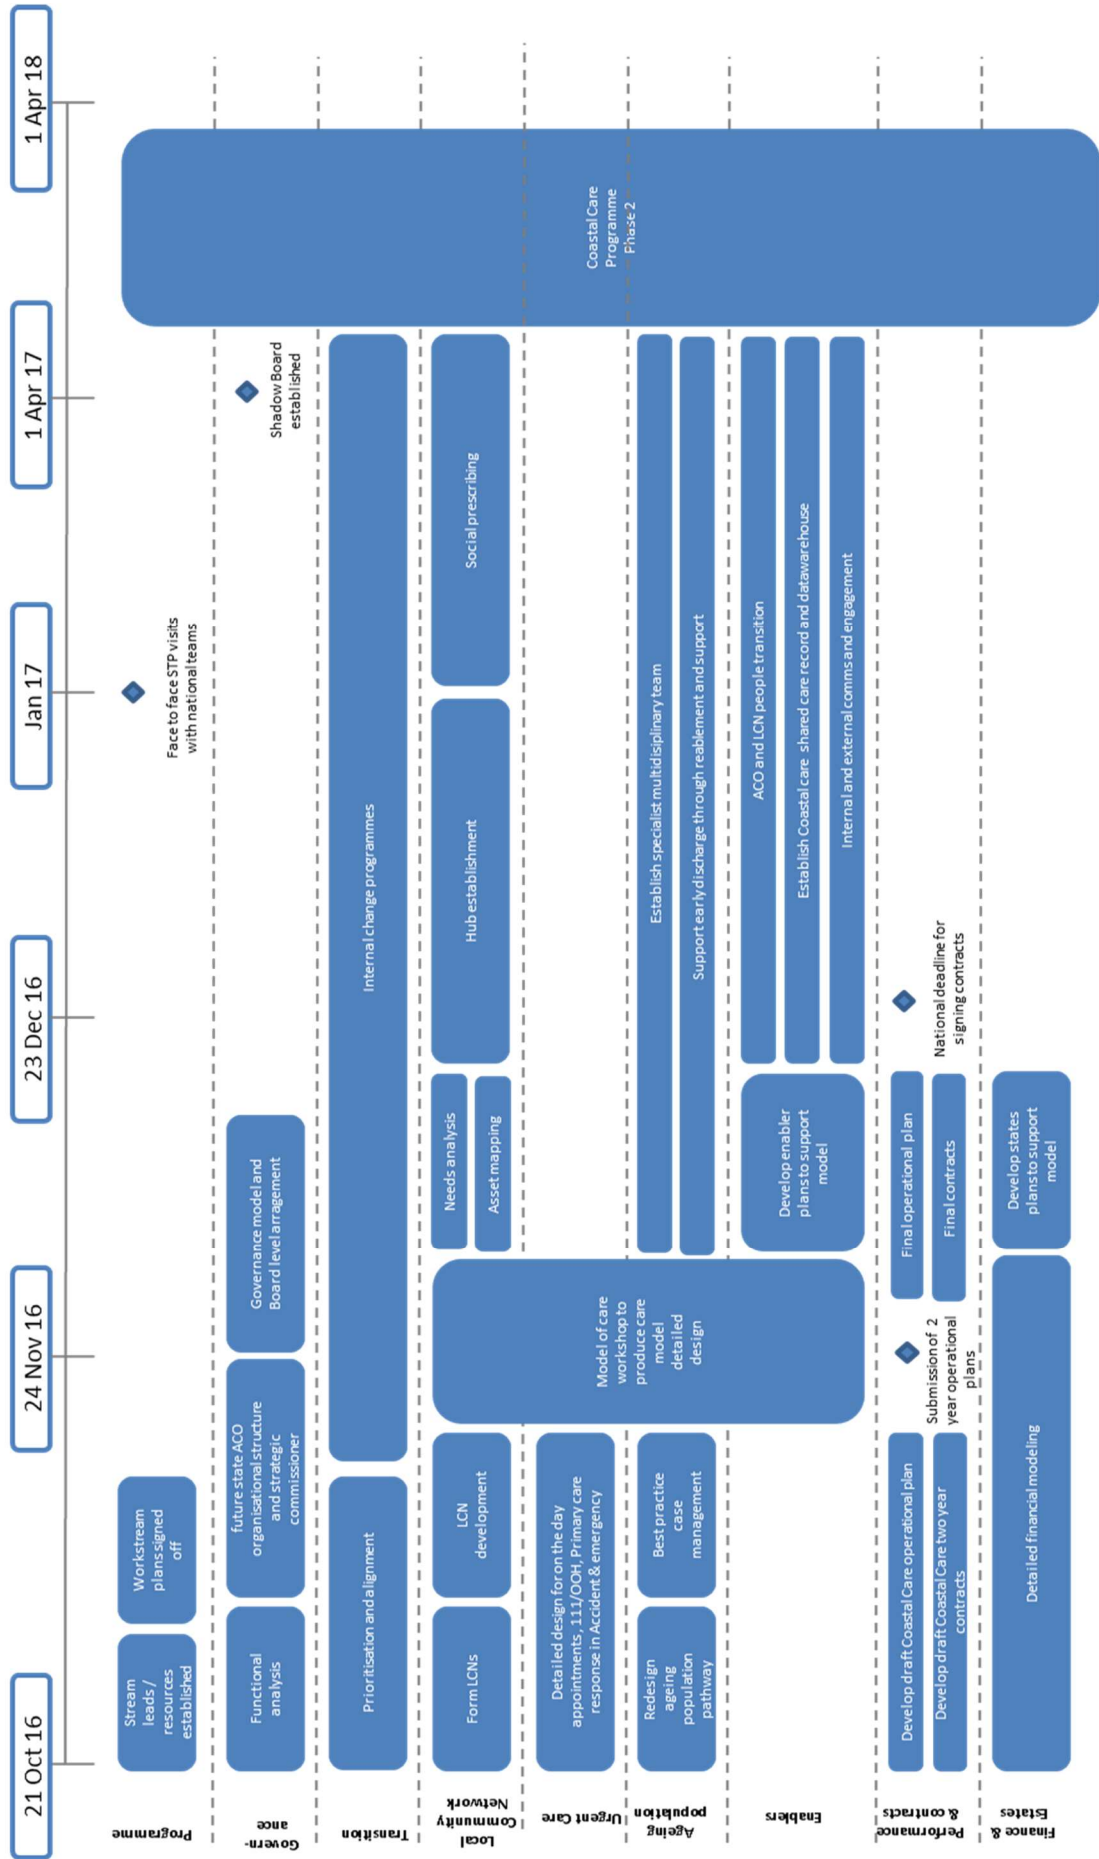 21 Oct 16
24 Nov 16
23 Dec 16
Jan 17
1 Apr 17
1 Apr 18
Programme
Stream
leads /
resources
established
Workstream
plans signed
off
Face to face STP visits
with national teams
Govern-
ance
Functional
analysis
future state ACO
organisational structure
and strategic
commissioner
Governance model and
Board level arragement
Shadow Board
established
Transition
Prioritisation and alignment
Internal change programmes
Local
Community
Network
Form LCNs
LCN
development
Needs analysis
Asset mapping
Hub establishment
Social prescribing
Urgent Care
Detailed design for on the day
appointments, 111/OOH, Primary care
response in Accident & emergency
Model of care
workshop to
produce care
model
detailed
design
Coastal Care
Programme
Phase 2
Ageing
population
Redesign
ageing
population
pathway
Best practice
case
management
Establish specialist multidisiplinary team
Support early discharge through reablement and support
Enablers
Develop enabler
plans to support
model
ACO and LCN people transition
Establish Coastal care shared care record and datawarehouse
Internal and external comms and engagement
Performance
& contracts
Develop draft Coastal Care operational plan
Develop draft Coastal Care two year
contracts
Submission of 2
year operational
plans
Final operational plan
Final contracts
National deadline for
signing contracts
Finance &
Estates
Detailed financial modeling
Develop states
plans to support
model